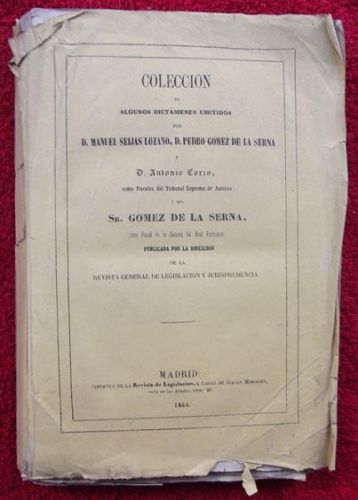 COLECCION
DE
ALGUNOS DICTÁMENES EMITIDOS
POR
D. MANUEL SEIJAS LOZANO, D. PEDRO GOMEZ DE LA SERNA
Y
D. Antonio Corzo,
como Fiscales del Tribunal Supremo de Justicia
Y DEL
SR. GOMEZ DE LA SERNA,
como Fiscal de la Cámara del Real Patrimonio
PUBLICADA POR LA DIRECCION
DE LA
REVISTA GENERAL DE LEGISLACION Y JURISPRUDENCIA.
MADRID:
IMPRENTA DE LA Revista de Legislacion, Á CARGO DE JULIAN MORALES,
1864.